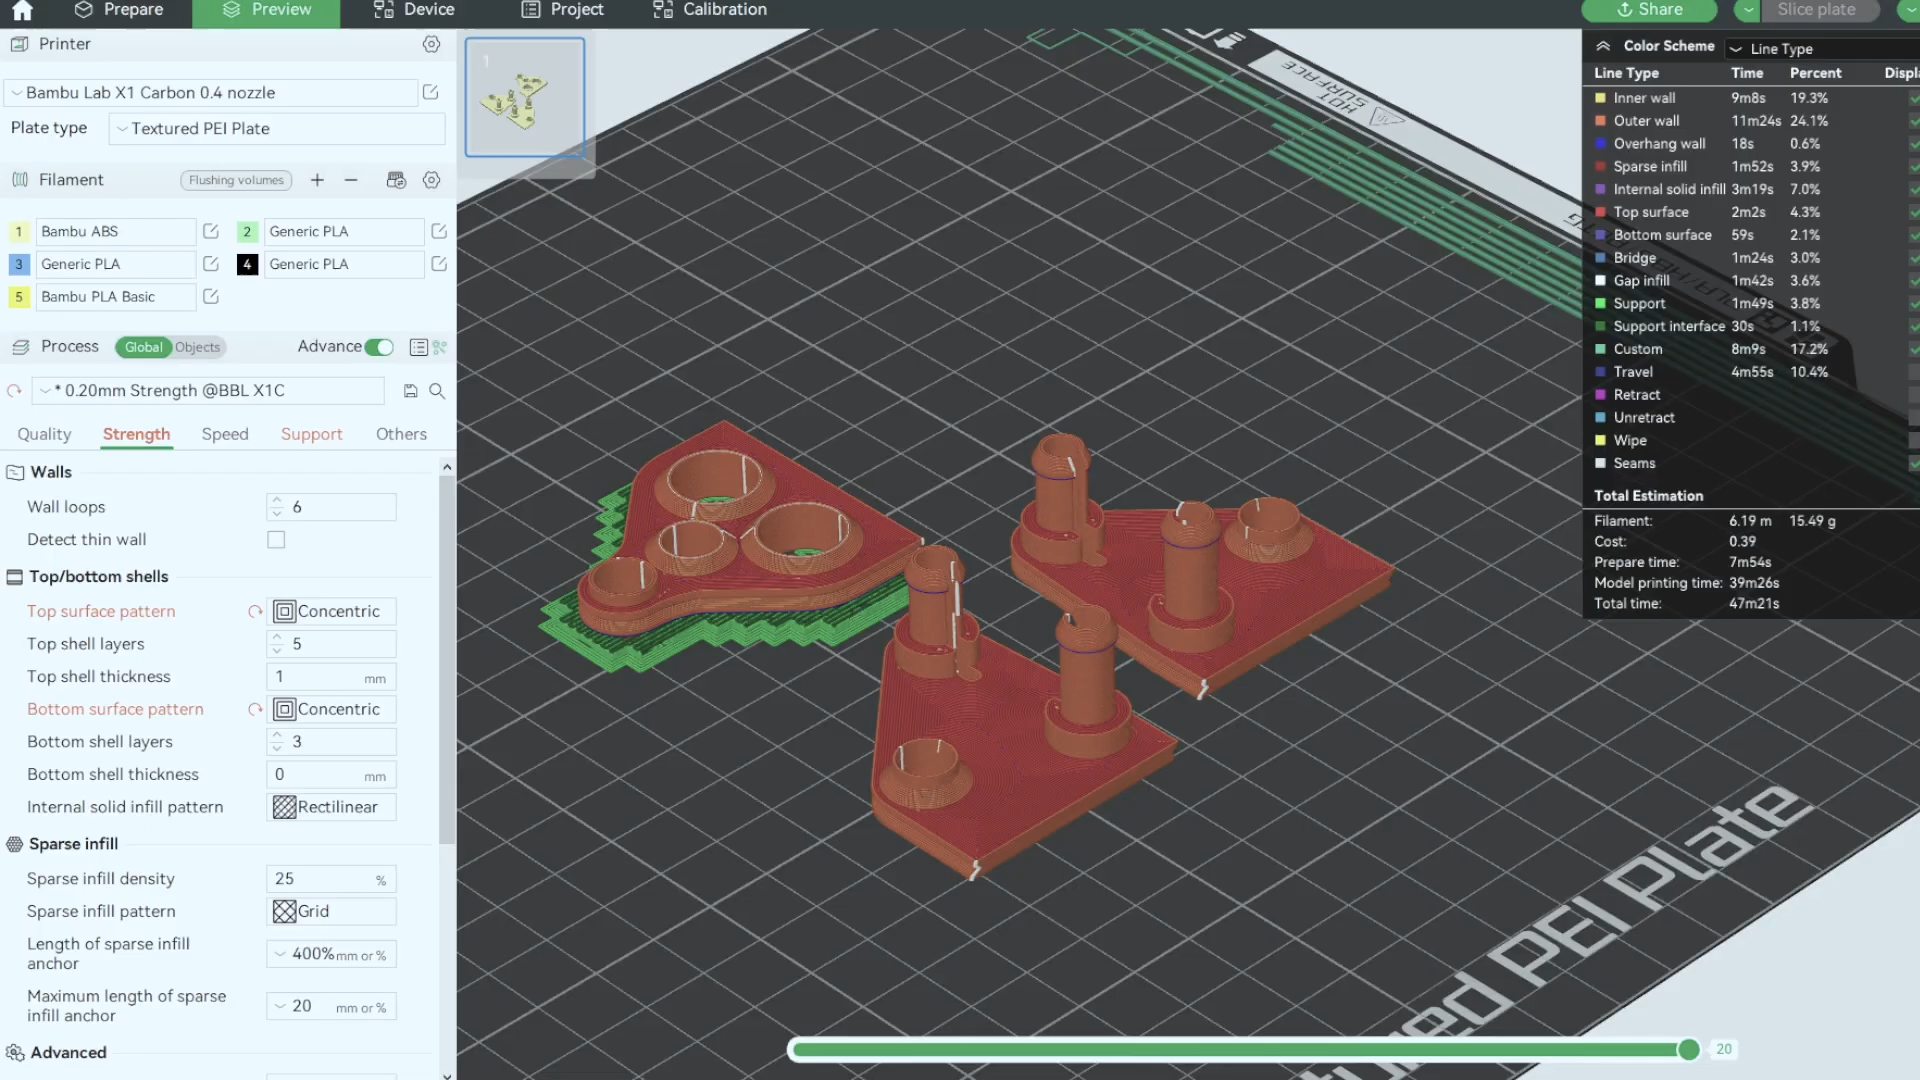 Prepare
Preview
Device
Project
Calibration
Share
Slice plate
Printer
Bambu Lab X1 Carbon 0.4 nozzle
Plate type
Textured PEI Plate
Filament
Flushing volumes
1 Bambu ABS
2 Generic PLA
3 Generic PLA
4 Generic PLA
5 Bambu PLA Basic
Process
Global
Objects
Advance
* 0.20mm Strength @BBL X1C
Quality
Strength
Speed
Support
Others
Walls
Wall loops 6
Detect thin wall
Top/bottom shells
Top surface pattern Concentric
Top shell layers 5
Top shell thickness 1 mm
Bottom surface pattern Concentric
Bottom shell layers 3
Bottom shell thickness 0 mm
Internal solid infill pattern Rectilinear
Sparse infill
Sparse infill density 25 %
Sparse infill pattern Grid
Length of sparse infill
anchor
400% mm or %
Maximum length of sparse
infill anchor
20 mm or %
Advanced
1
HOT
SURFACE
PEI Plate
20
Color Scheme Line Type
Line Type Time Percent
Inner wall 9m8s 19.3%
Outer wall 11m24s 24.1%
Overhang wall 18s 0.6%
Sparse infill 1m52s 3.9%
Internal solid infill 3m19s 7.0%
Top surface 2m2s 4.3%
Bottom surface 59s 2.1%
Bridge 1m24s 3.0%
Gap infill 1m42s 3.6%
Support 1m49s 3.8%
Support interface 30s 1.1%
Custom 8m9s 17.2%
Travel 4m55s 10.4%
Retract
Unretract
Wipe
Seams
Total Estimation
Filament: 6.19 m 15.49 g
Cost: 0.39
Prepare time: 7m54s
Model printing time: 39m26s
Total time: 47m21s